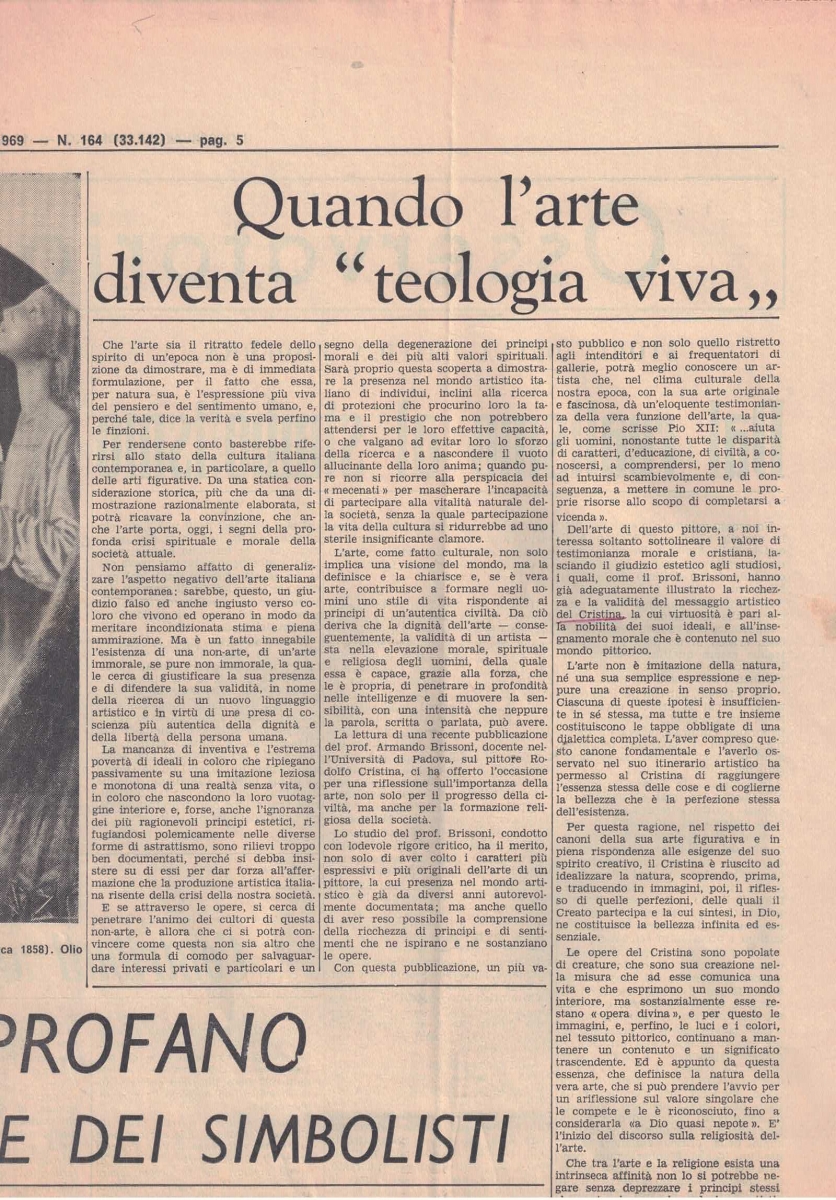 969 — N. 164 (33.142) — pag. 5
Quando l'arte
diventa “teologia viva„
Che l'arte sia il ritratto fedele dello
spirito di un'epoca non è una proposi-
zione da dimostrare, ma è di immediata
formulazione, per il fatto che essa,
per natura sua, è l'espressione più viva
del pensiero e del sentimento umano, e,
perché tale, dice la verità e svela perfino
le finzioni.
Per rendersene conto basterebbe rife-
rirsi allo stato della cultura italiana
contemporanea e, in particolare, a quello
delle arti figurative. Da una statica con-
siderazione storica, più che da una di-
mostrazione razionalmente elaborata, si
potrà ricavare la convinzione, che an-
che l'arte porta, oggi, i segni della pro-
fonda crisi spirituale e morale della
società attuale.
Non pensiamo affatto di generaliz-
zare l'aspetto negativo dell'arte italiana
contemporanea: sarebbe, questo, un giu-
dizio falso ed anche ingiusto verso co-
loro che vivono ed operano in modo da
meritare incondizionata stima e piena
ammirazione. Ma è un fatto innegabile
l'esistenza di una non-arte, di un'arte
immorale, se pure non immorale, la qua-
le cerca di giustificare la sua presenza
e di difendere la sua validità, in nome
della ricerca di un nuovo linguaggio
artistico e in virtù di una presa di co-
scienza più autentica della dignità e
della libertà della persona umana.
La mancanza di inventiva e l'estrema
povertà di ideali in coloro che ripiegano
passivamente su una imitazione leziosa
e monotona di una realtà senza vita, o
in coloro che nascondono la loro vuotag-
gine interiore e, forse, anche l'ignoranza
dei più ragionevoli principi estetici, ri-
fugiandosi polemicamente nelle diverse
forme di astrattismo, sono rilievi troppo
ben documentati, perché si debba insi-
stere su di essi per dar forza all'affer-
mazione che la produzione artistica italia-
na risente della crisi della nostra società.
E se attraverso le opere, si cerca di
penetrare l'animo dei cultori di questa
non-arte, è allora che ci si potrà con-
vincere come questa non sia altro che
una formula di comodo per salvaguar-
dare interessi privati e particolari e un
segno della degenerazione dei principi
morali e dei più alti valori spirituali.
Sarà proprio questa scoperta a dimostra-
re la presenza nel mondo artistico ita-
liano di individui, inclini alla ricerca
di protezioni che procurino loro la fa-
ma e il prestigio che non potrebbero
attendersi per le loro effettive capacità,
o che valgano ad evitar loro lo sforzo
della ricerca e a nascondere il vuoto
allucinante della loro anima; quando pu-
re non si ricorre alla perspicacia dei
« mecenati » per mascherare l'incapacità
di partecipare alla vitalità naturale del-
la società, senza la quale partecipazione
la vita della cultura si ridurrebbe ad uno
sterile insignificante clamore.
L'arte, come fatto culturale, non solo
implica una visione del mondo, ma la
definisce e la chiarisce e, se è vera
arte, contribuisce a formare negli uo-
mini uno stile di vita rispondente ai
principi di un'autentica civiltà. Da ciò
deriva che la dignità dell'arte — conse-
guentemente, la validità di un artista —
sta nella elevazione morale, spirituale
e religiosa degli uomini, della quale
essa è capace, grazie alla forza, che
le è propria, di penetrare in profondità
nelle intelligenze e di muovere la sen-
sibilità, con una intensità che neppure
la parola, scritta o parlata, può avere.
La lettura di una recente pubblicazione
del prof. Armando Brissoni, docente nel-
l'Università di Padova, sul pittore Ro-
dolfo Cristina, ci ha offerto l'occasione
per una riflessione sull'importanza della
arte, non solo per il progresso della ci-
viltà, ma anche per la formazione reli-
giosa della società.
Lo studio del prof. Brissoni, condotto
con lodevole rigore critico, ha il merito,
non solo di aver colto i caratteri più
espressivi e più originali dell'arte di un
pittore, la cui presenza nel mondo arti-
stico è già da diversi anni autorevol-
mente documentata; ma anche quello
di aver reso possibile la comprensione
della ricchezza di principi e di senti-
menti che ne ispirano e ne sostanziano
le opere.
Con questa pubblicazione, un più va-
sto pubblico e non solo quello ristretto
agli intenditori e ai frequentatori di
gallerie, potrà meglio conoscere un ar-
tista che, nel clima culturale della
nostra epoca, con la sua arte originale
e fascinosa, dà un'eloquente testimonian-
za della vera funzione dell'arte, la qua-
le, come scrisse Pio XII: « ...aiuta
gli uomini, nonostante tutte le disparità
di caratteri, d'educazione, di civiltà, a co-
noscersi, a comprendersi, per lo meno
ad intuirsi scambievolmente e, di con-
seguenza, a mettere in comune le pro-
prie risorse allo scopo di completarsi a
vicenda ».
Dell'arte di questo pittore, a noi in-
teressa soltanto sottolineare il valore di
testimonianza morale e cristiana, la-
sciando il giudizio estetico agli studiosi,
i quali, come il prof. Brissoni, hanno
già adeguatamente illustrato la ricchez-
za e la validità del messaggio artistico
del Cristina, la cui virtuosità è pari al-
la nobiltà dei suoi ideali, e all'inse-
gnamento morale che è contenuto nel suo
mondo pittorico.
L'arte non è imitazione della natura,
né una sua semplice espressione e nep-
pure una creazione in senso proprio.
Ciascuna di queste ipotesi è insufficien-
te in sé stessa, ma tutte e tre insieme
costituiscono le tappe obbligate di una
djalettica completa. L'aver compreso que-
sto canone fondamentale e l'averlo os-
servato nel suo itinerario artistico ha
permesso al Cristina di raggiungere
l'essenza stessa delle cose e di coglierne
la bellezza che è la perfezione stessa
dell'esistenza.
Per questa ragione, nel rispetto dei
canoni della sua arte figurativa e in
piena rispondenza alle esigenze del suo
spirito creativo, il Cristina è riuscito ad
idealizzare la natura, scoprendo, prima,
e traducendo in immagini, poi, il rifles-
so di quelle perfezioni, delle quali il
Creato partecipa e la cui sintesi, in Dio,
ne costituisce la bellezza infinita ed es-
senziale.
Le opere del Cristina sono popolate
di creature, che sono sua creazione nel-
la misura che ad esse comunica una
vita e che esprimono un suo mondo
interiore, ma sostanzialmente esse re-
stano « opera divina », e per questo le
immagini, e, perfino, le luci e i colori,
nel tessuto pittorico, continuano a man-
tenere un contenuto e un significato
trascendente. Ed è appunto da questa
essenza, che definisce la natura della
vera arte, che si può prendere l'avvio per
un ariflessione sul valore singolare che
le compete e le è riconosciuto, fino a
considerarla «a Dio quasi nepote ». E'
l'inizio del discorso sulla religiosità del-
l'arte.
Che tra l'arte e la religione esista una
intrinseca affinità non lo si potrebbe ne-
gare senza deprezzare i principi stessi
ca 1858). Olio
PROFANO
E DEI SIMBOLISTI